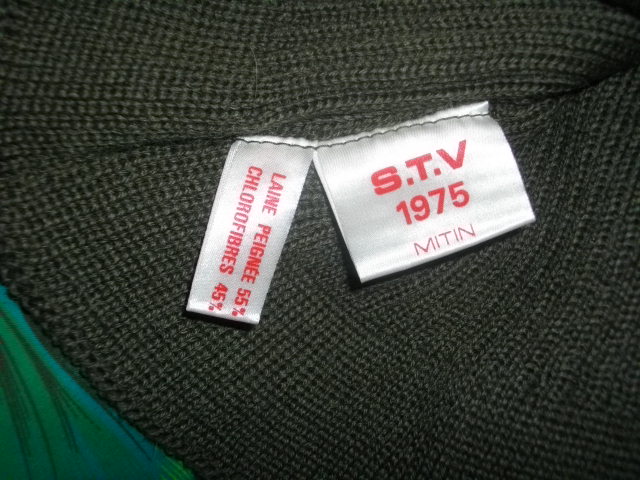 LAINE PEIGNÉE 55%
CHLOROFIBRES 45%
S.T.V
1975
MITIN